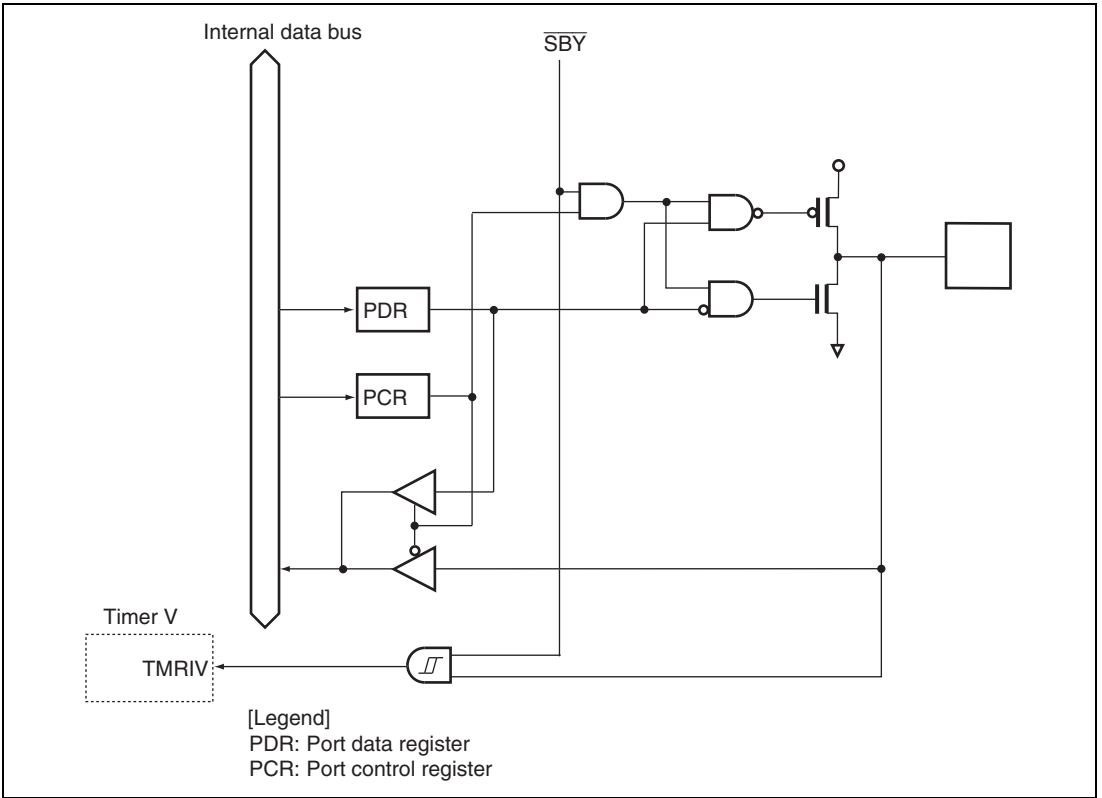 Internal data bus
SBY
PDR
PCR
Timer V
TMRIV
[Legend]
PDR: Port data register
PCR: Port control register